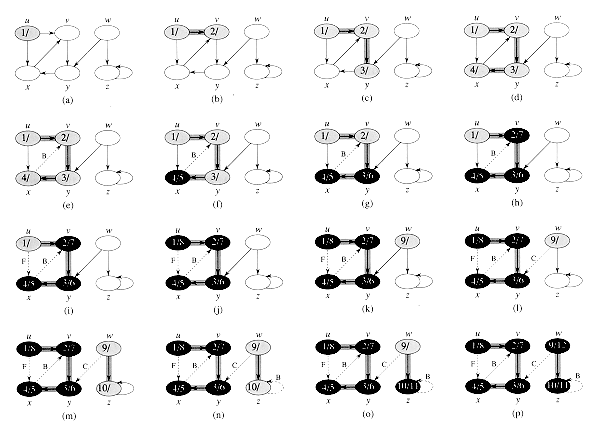 u v w u v w u v w u v w
1/ 1/ 2/ 1/ 2/ 1/ 2/
3/ 4/ 3/
x y z x y z x y z x y z
(a) (b) (c) (d)
u v w u v w u v w u v w
1/ 2/ 1/ 2/ 1/ 2/ 1/ 2/7
B B B B
4/ 3/ 4/5 3/ 4/5 3/6 4/5 3/6
x y z x y z x y z x y z
(e) (f) (g) (h)
u v w u v w u v w u v w
1/ 2/7 1/8 2/7 1/8 2/7 9/ 1/8 2/7 9/
F B F B F B F B C
4/5 3/6 4/5 3/6 4/5 3/6 4/5 3/6
x y z x y z x y z x y z
(i) (j) (k) (l)
u v w u v w u v w u v w
1/8 2/7 9/ 1/8 2/7 9/ 1/8 2/7 9/ 1/8 2/7 9/12
F B C F B C B F B C B F B C B
4/5 3/6 10/ 4/5 3/6 10/ 4/5 3/6 10/11 4/5 3/6 10/11
x y z x y z x y z x y z
(m) (n) (o) (p)